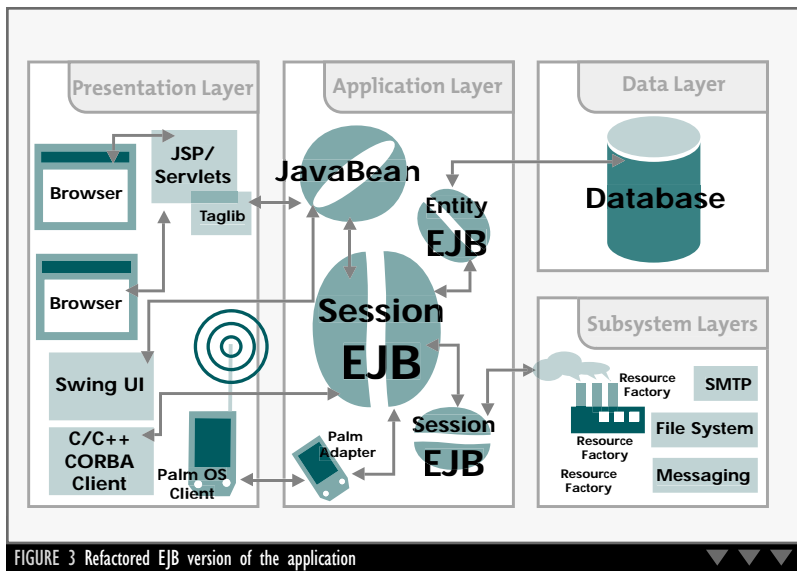 Presentation Layer
Application Layer
Data Layer
JSP/
Servlets
Taglib
Browser
Browser
Swing UI
C/C++
CORBA
Client
Palm OS
Client
JavaBean
Entity
EJB
Session
EJB
Session
EJB
Palm
Adapter
Database
Subsystem Layers
Resource
Factory
Resource
Factory
Resource
Factory
SMTP
File System
Messaging
FIGURE 3 Refactored EJB version of the application